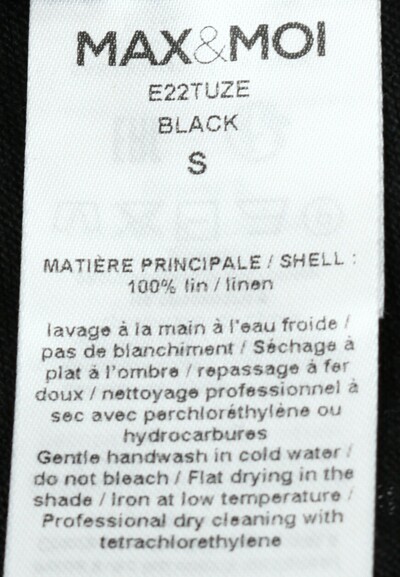 MAX&MOI
E22TUZE
BLACK
S
MATIÈRE PRINCIPALE / SHELL :
100% lin / linen
lavage à la main à l'eau froide /
pas de blanchiment / Séchage à
plat à l'ombre / repassage à fer
doux / nettoyage professionnel à
sec avec perchloréthylène ou
hydrocarbures
Gentle handwash in cold water /
do not bleach / Flat drying in the
shade / Iron at low temperature /
Professional dry cleaning with
tetrachlorethylene